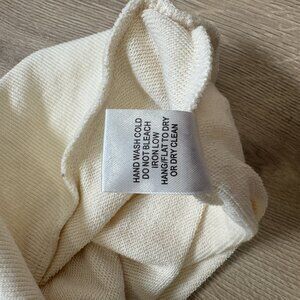 HAND WASH COLD
DO NOT BLEACH
IRON LOW
HANG/FLAT TO DRY
OR DRY CLEAN